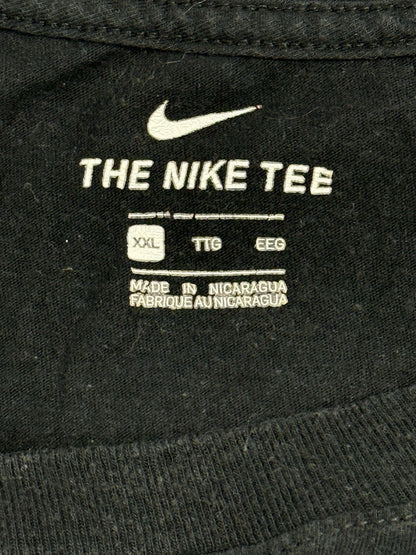 THE NIKE TEE
XXL TTG EEG
MADE IN NICARAGUA
FABRIQUE AU NICARAGUA